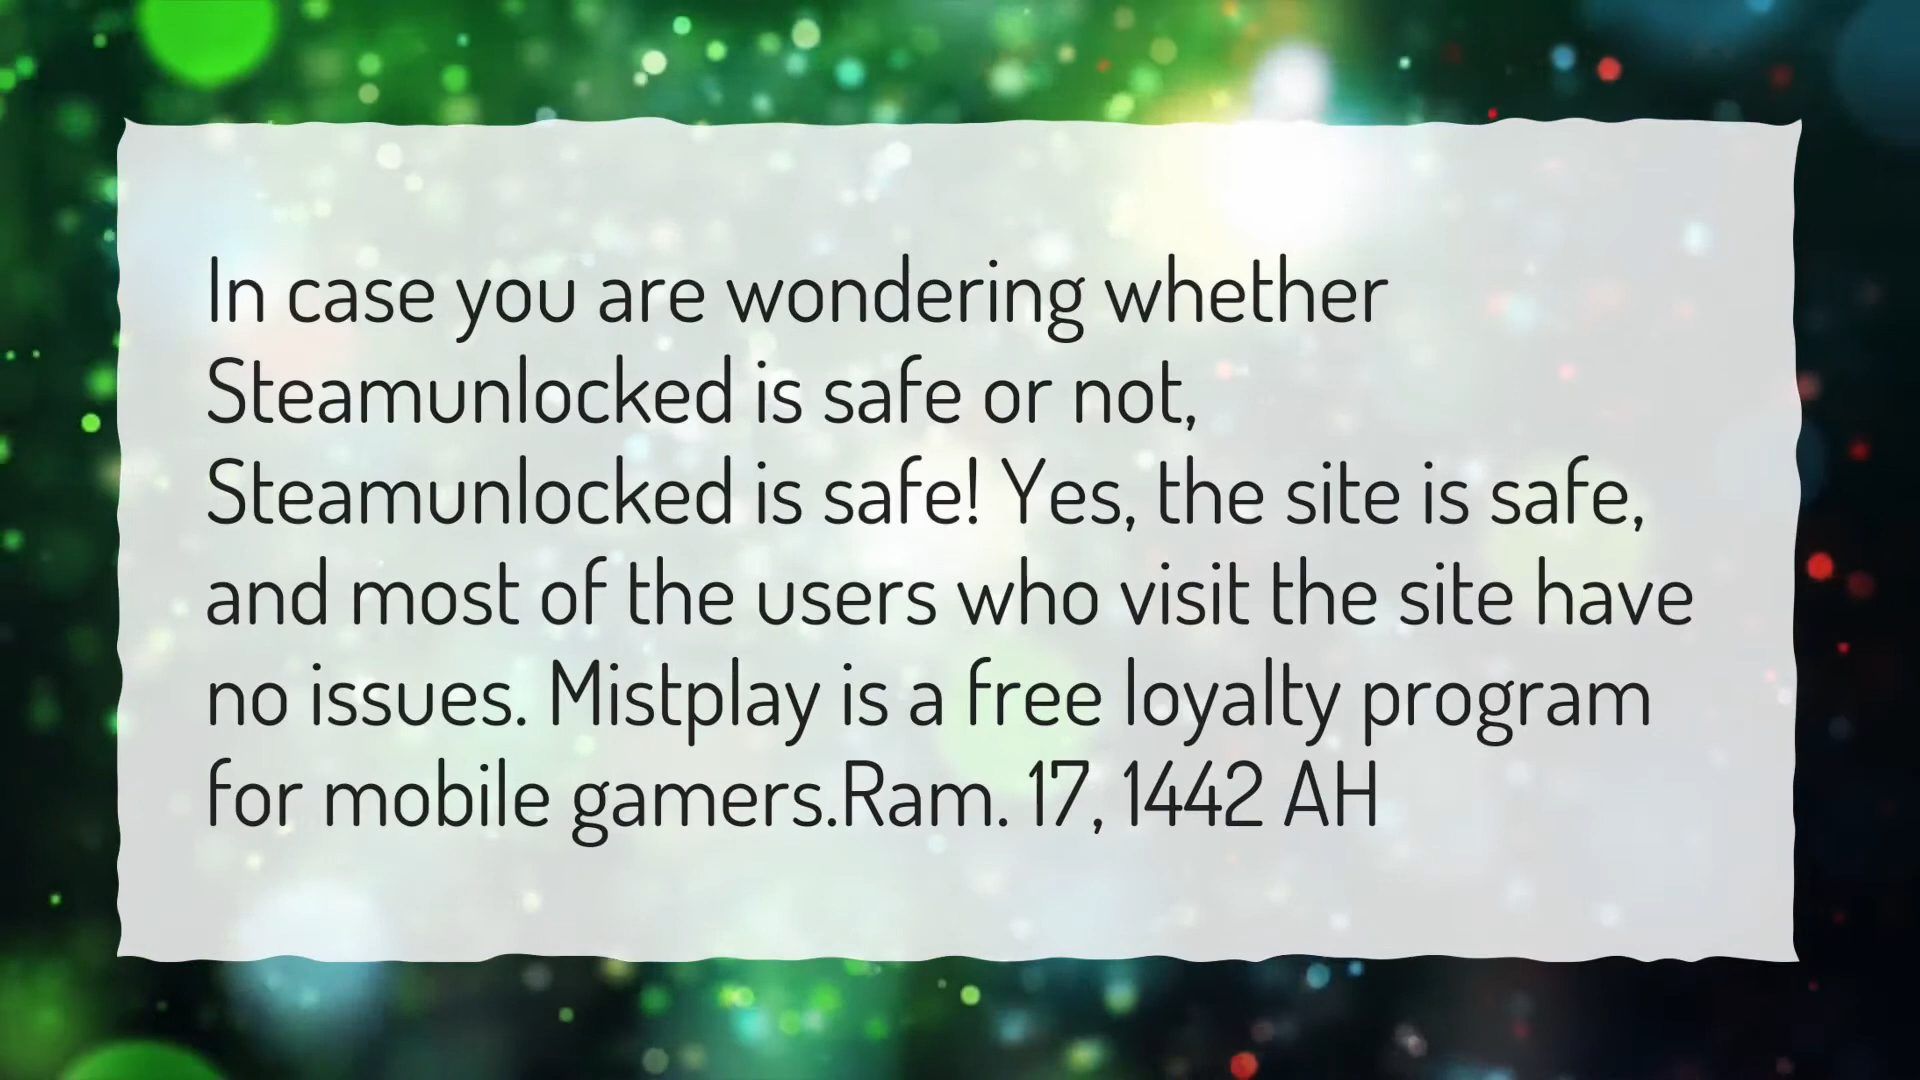 In case you are wondering whether
Steamunlocked is safe or not,
Steamunlocked is safe! Yes, the site is safe,
and most of the users who visit the site have
no issues. Mistplay is a free loyalty program
for mobile gamers.Ram. 17, 1442 AH